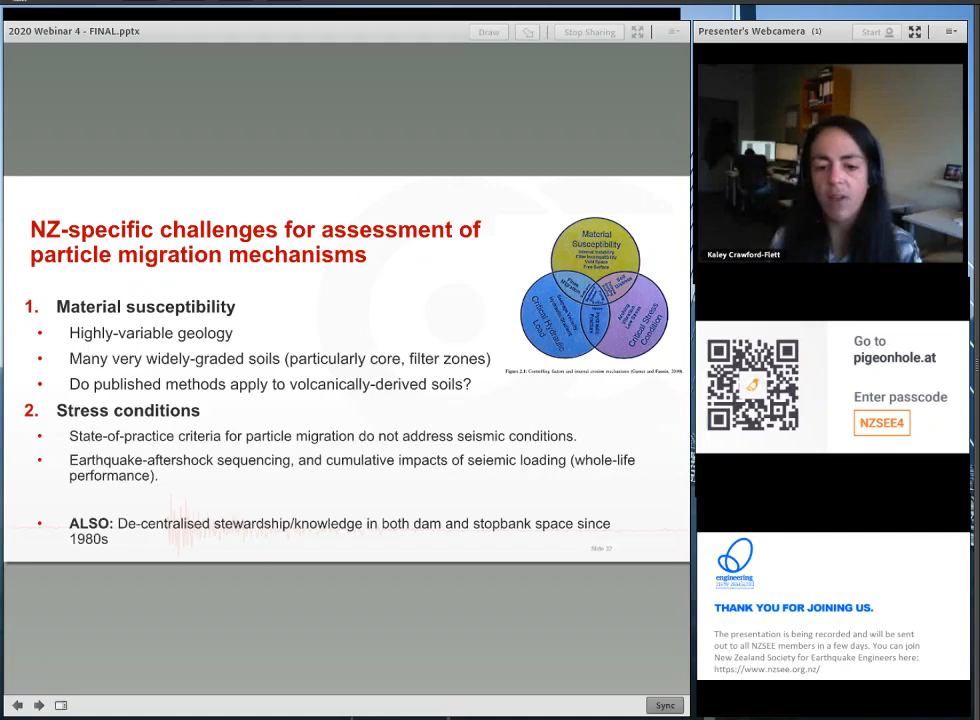 2020 Webinar 4 - FINAL.pptx
Draw
Stop Sharing
Presenter's Webcamera (1)
Start
NZ-specific challenges for assessment of
particle migration mechanisms
1. Material susceptibility
• Highly-variable geology
• Many very widely-graded soils (particularly core, filter zones)
• Do published methods apply to volcanically-derived soils?
2. Stress conditions
• State-of-practice criteria for particle migration do not address seismic conditions.
• Earthquake-aftershock sequencing, and cumulative impacts of seiemic loading (whole-life
performance).
• ALSO: De-centralised stewardship/knowledge in both dam and stopbank space since
1980s
Slide 32
Material
Susceptibility
Critical Hydraulic
Load
Critical Stress
Condition
Kaley Crawford-Flett
Go to
pigeonhole.at
Enter passcode
NZSEE4
engineering
THANK YOU FOR JOINING US.
The presentation is being recorded and will be sent
out to all NZSEE members in a few days. You can join
New Zealand Society for Earthquake Engineers here:
https://www.nzsee.org.nz/
Sync